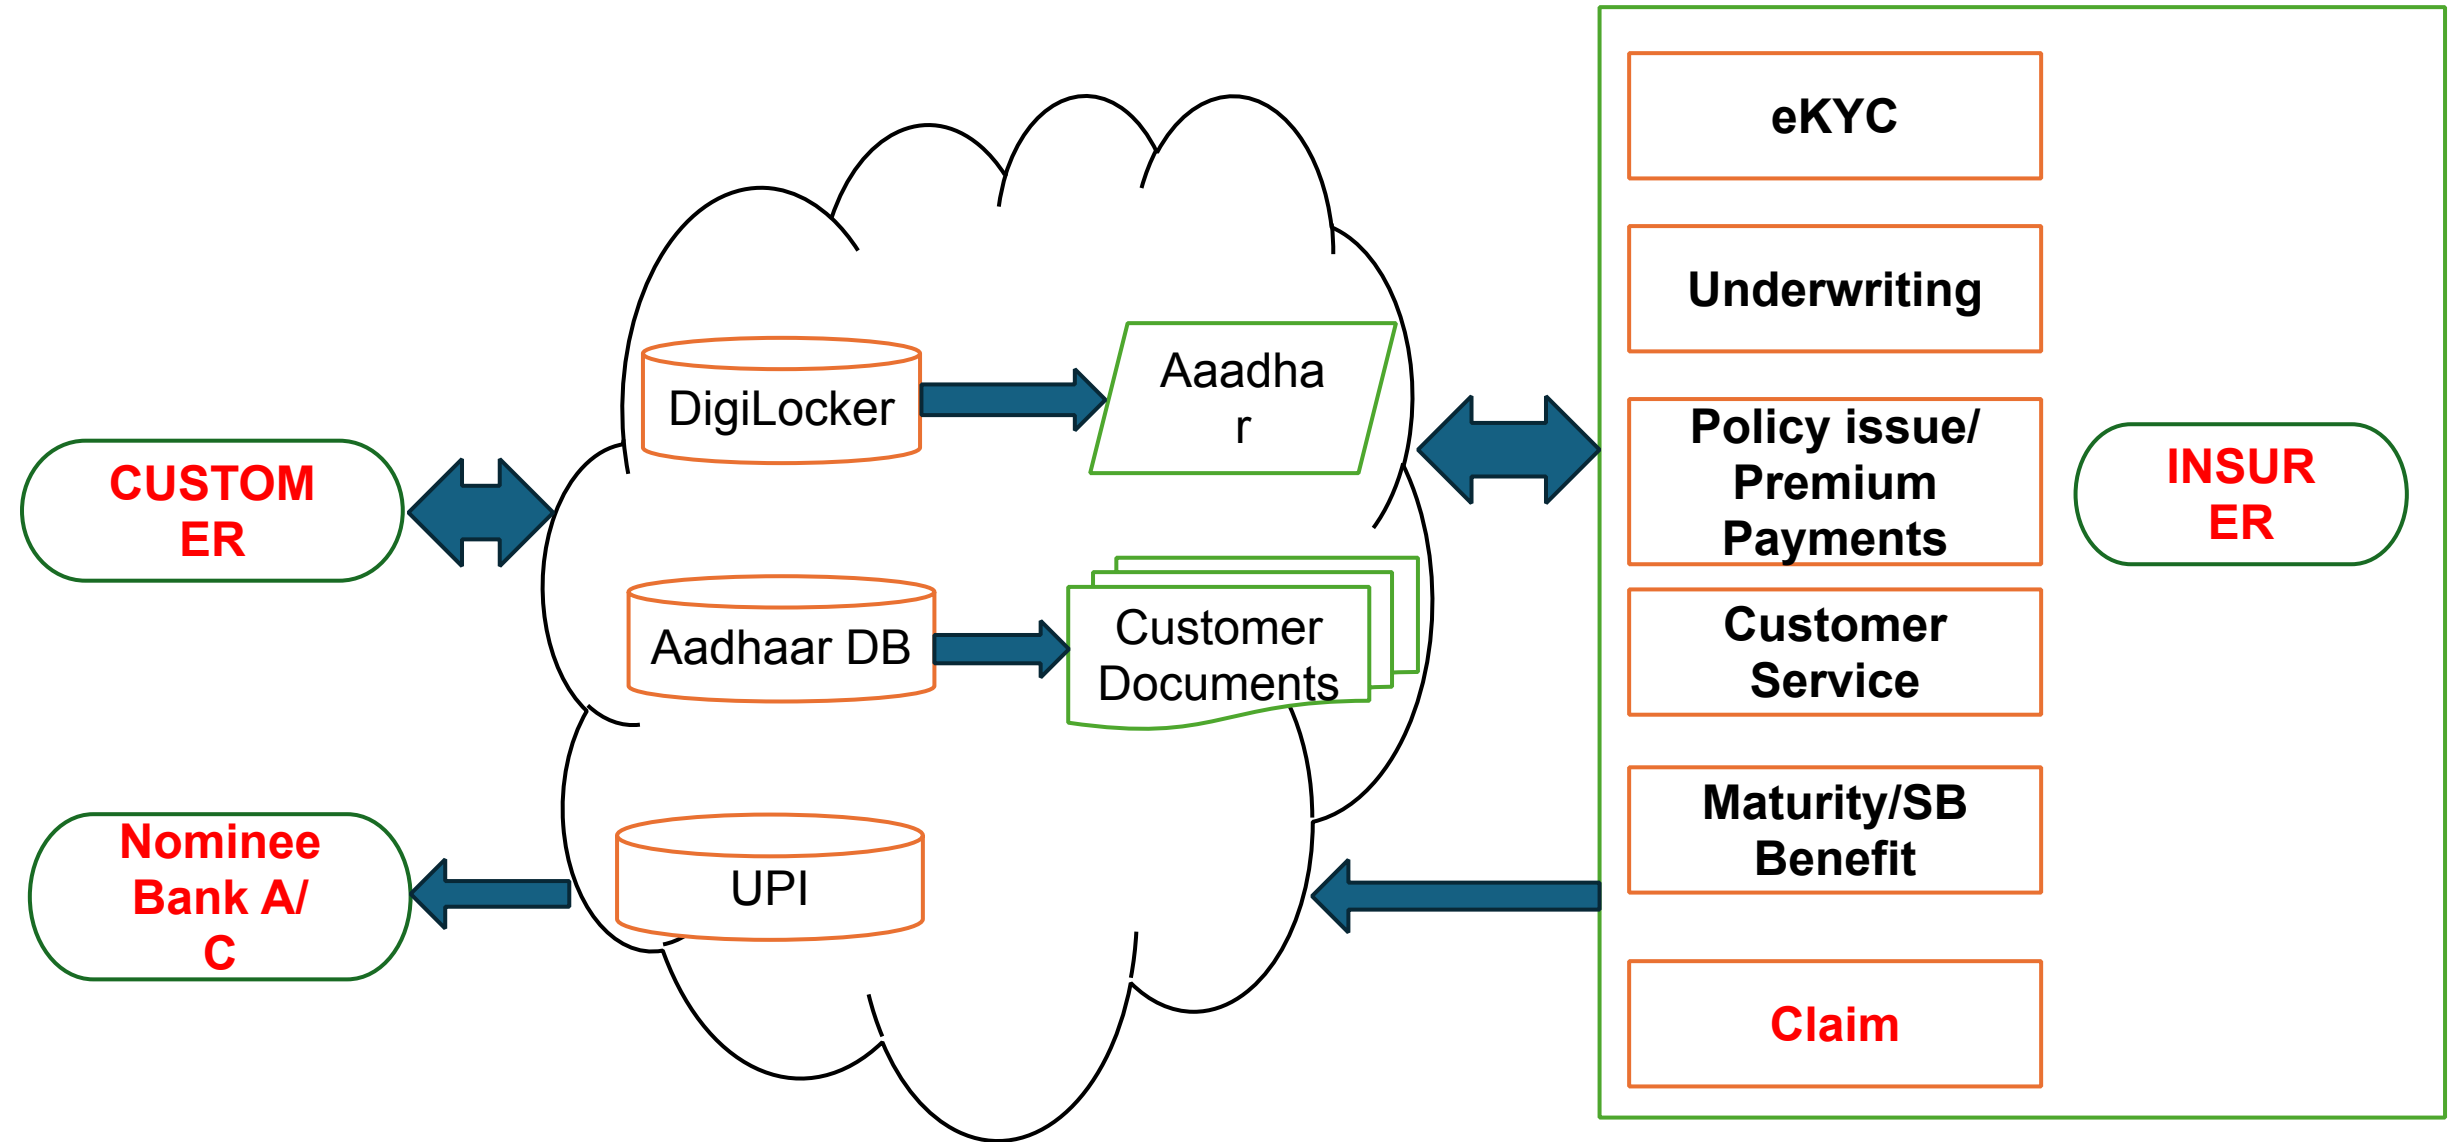 eKYC
Underwriting
DigiLocker
Aaadha
r
Policy issue/
Premium
Payments
CUSTOM
ER
INSUR
ER
Aadhaar DB
Customer
Documents
Customer
Service
Nominee
Bank A/
C
UPI
Maturity/SB
Benefit
Claim